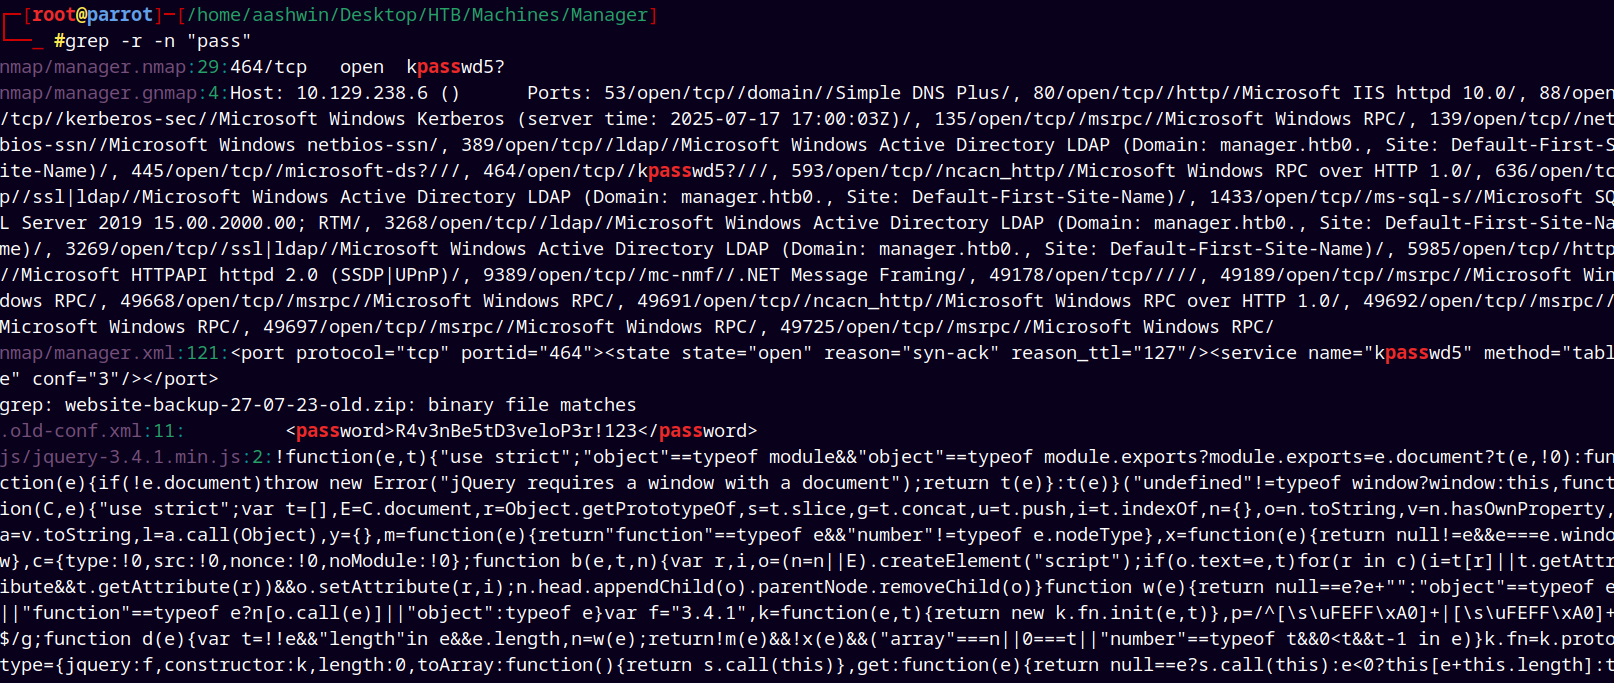 [root@parrot]─[/home/aashwin/Desktop/HTB/Machines/Manager]
#grep -r -n "pass"
nmap/manager.nmap:29:464/tcp   open  kpasswd5?
nmap/manager.gnmap:4:Host: 10.129.238.6 ()      Ports: 53/open/tcp//domain//Simple DNS Plus/, 80/open/tcp//http//Microsoft IIS httpd 10.0/, 88/open
/tcp//kerberos-sec//Microsoft Windows Kerberos (server time: 2025-07-17 17:00:03Z)/, 135/open/tcp//msrpc//Microsoft Windows RPC/, 139/open/tcp//net
bios-ssn//Microsoft Windows netbios-ssn/, 389/open/tcp//ldap//Microsoft Windows Active Directory LDAP (Domain: manager.htb0., Site: Default-First-S
ite-Name)/, 445/open/tcp//microsoft-ds?///, 464/open/tcp//kpasswd5?///, 593/open/tcp//ncacn_http//Microsoft Windows RPC over HTTP 1.0/, 636/open/tc
p//ssl|ldap//Microsoft Windows Active Directory LDAP (Domain: manager.htb0., Site: Default-First-Site-Name)/, 1433/open/tcp//ms-sql-s//Microsoft SQ
L Server 2019 15.00.2000.00; RTM/, 3268/open/tcp//ldap//Microsoft Windows Active Directory LDAP (Domain: manager.htb0., Site: Default-First-Site-Na
me)/, 3269/open/tcp//ssl|ldap//Microsoft Windows Active Directory LDAP (Domain: manager.htb0., Site: Default-First-Site-Name)/, 5985/open/tcp//http
//Microsoft HTTPAPI httpd 2.0 (SSDP|UPnP)/, 9389/open/tcp//mc-nmf//.NET Message Framing/, 49178/open/tcp/////, 49189/open/tcp//msrpc//Microsoft Win
dows RPC/, 49668/open/tcp//msrpc//Microsoft Windows RPC/, 49691/open/tcp//ncacn_http//Microsoft Windows RPC over HTTP 1.0/, 49692/open/tcp//msrpc//
Microsoft Windows RPC/, 49697/open/tcp//msrpc//Microsoft Windows RPC/, 49725/open/tcp//msrpc//Microsoft Windows RPC/
nmap/manager.xml:121:<port protocol="tcp" portid="464"><state state="open" reason="syn-ack" reason_ttl="127"/><service name="kpasswd5" method="tabl
e" conf="3"/></port>
grep: website-backup-27-07-23-old.zip: binary file matches
.old-conf.xml:11:         <password>R4v3nBe5tD3veloP3r!123</password>
js/jquery-3.4.1.min.js:2:!function(e,t){"use strict";"object"==typeof module&&"object"==typeof module.exports?module.exports=e.document?t(e,!0):fun
ction(e){if(!e.document)throw new Error("jQuery requires a window with a document");return t(e)}:t(e)}("undefined"!=typeof window?window:this,funct
ion(C,e){"use strict";var t=[],E=C.document,r=Object.getPrototypeOf,s=t.slice,g=t.concat,u=t.push,i=t.indexOf,n={},o=n.toString,v=n.hasOwnProperty,
a=v.toString,l=a.call(Object),y={},m=function(e){return"function"==typeof e&&"number"!=typeof e.nodeType},x=function(e){return null!=e&&e===e.windo
w},c={type:!0,src:!0,nonce:!0,noModule:!0};function b(e,t,n){var r,i,o=(n=n||E).createElement("script");if(o.text=e,t)for(r in c)(i=t[r]||t.getAttr
ibute&&t.getAttribute(r))&&o.setAttribute(r,i);n.head.appendChild(o).parentNode.removeChild(o)}function w(e){return null==e?e+"":"object"==typeof e
||"function"==typeof e?n[o.call(e)]||"object":typeof e}var f="3.4.1",k=function(e,t){return new k.fn.init(e,t)},p=/^[\s\uFEFF\xA0]+|[\s\uFEFF\xA0]+
$/g;function d(e){var t=!!e&&"length"in e&&e.length,n=w(e);return!m(e)&&!x(e)&&("array"===n||0===t||"number"==typeof t&&0<t&&t-1 in e)}k.fn=k.proto
type={jquery:f,constructor:k,length:0,toArray:function(){return s.call(this)},get:function(e){return null==e?s.call(this):e<0?this[e+this.length]:t